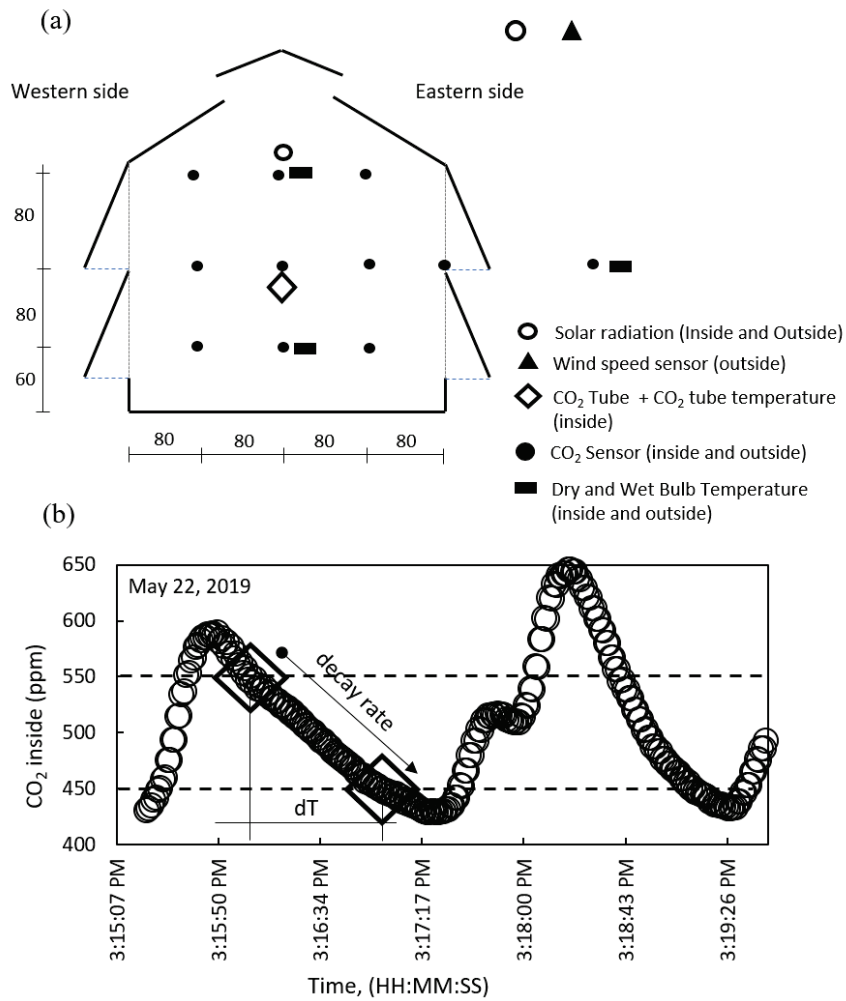 (a)
Western side
Eastern side
80
80
60
80
80
80
80
Solar radiation (Inside and Outside)
Wind speed sensor (outside)
CO₂ Tube + CO₂ tube temperature
(inside)
CO₂ Sensor (inside and outside)
Dry and Wet Bulb Temperature
(inside and outside)
(b)
May 22, 2019
650
600
550
500
450
400
CO₂ inside (ppm)
decay rate
dT
3:15:07 PM
3:15:50 PM
3:16:34 PM
3:17:17 PM
3:18:00 PM
3:18:43 PM
3:19:26 PM
Time, (HH:MM:SS)